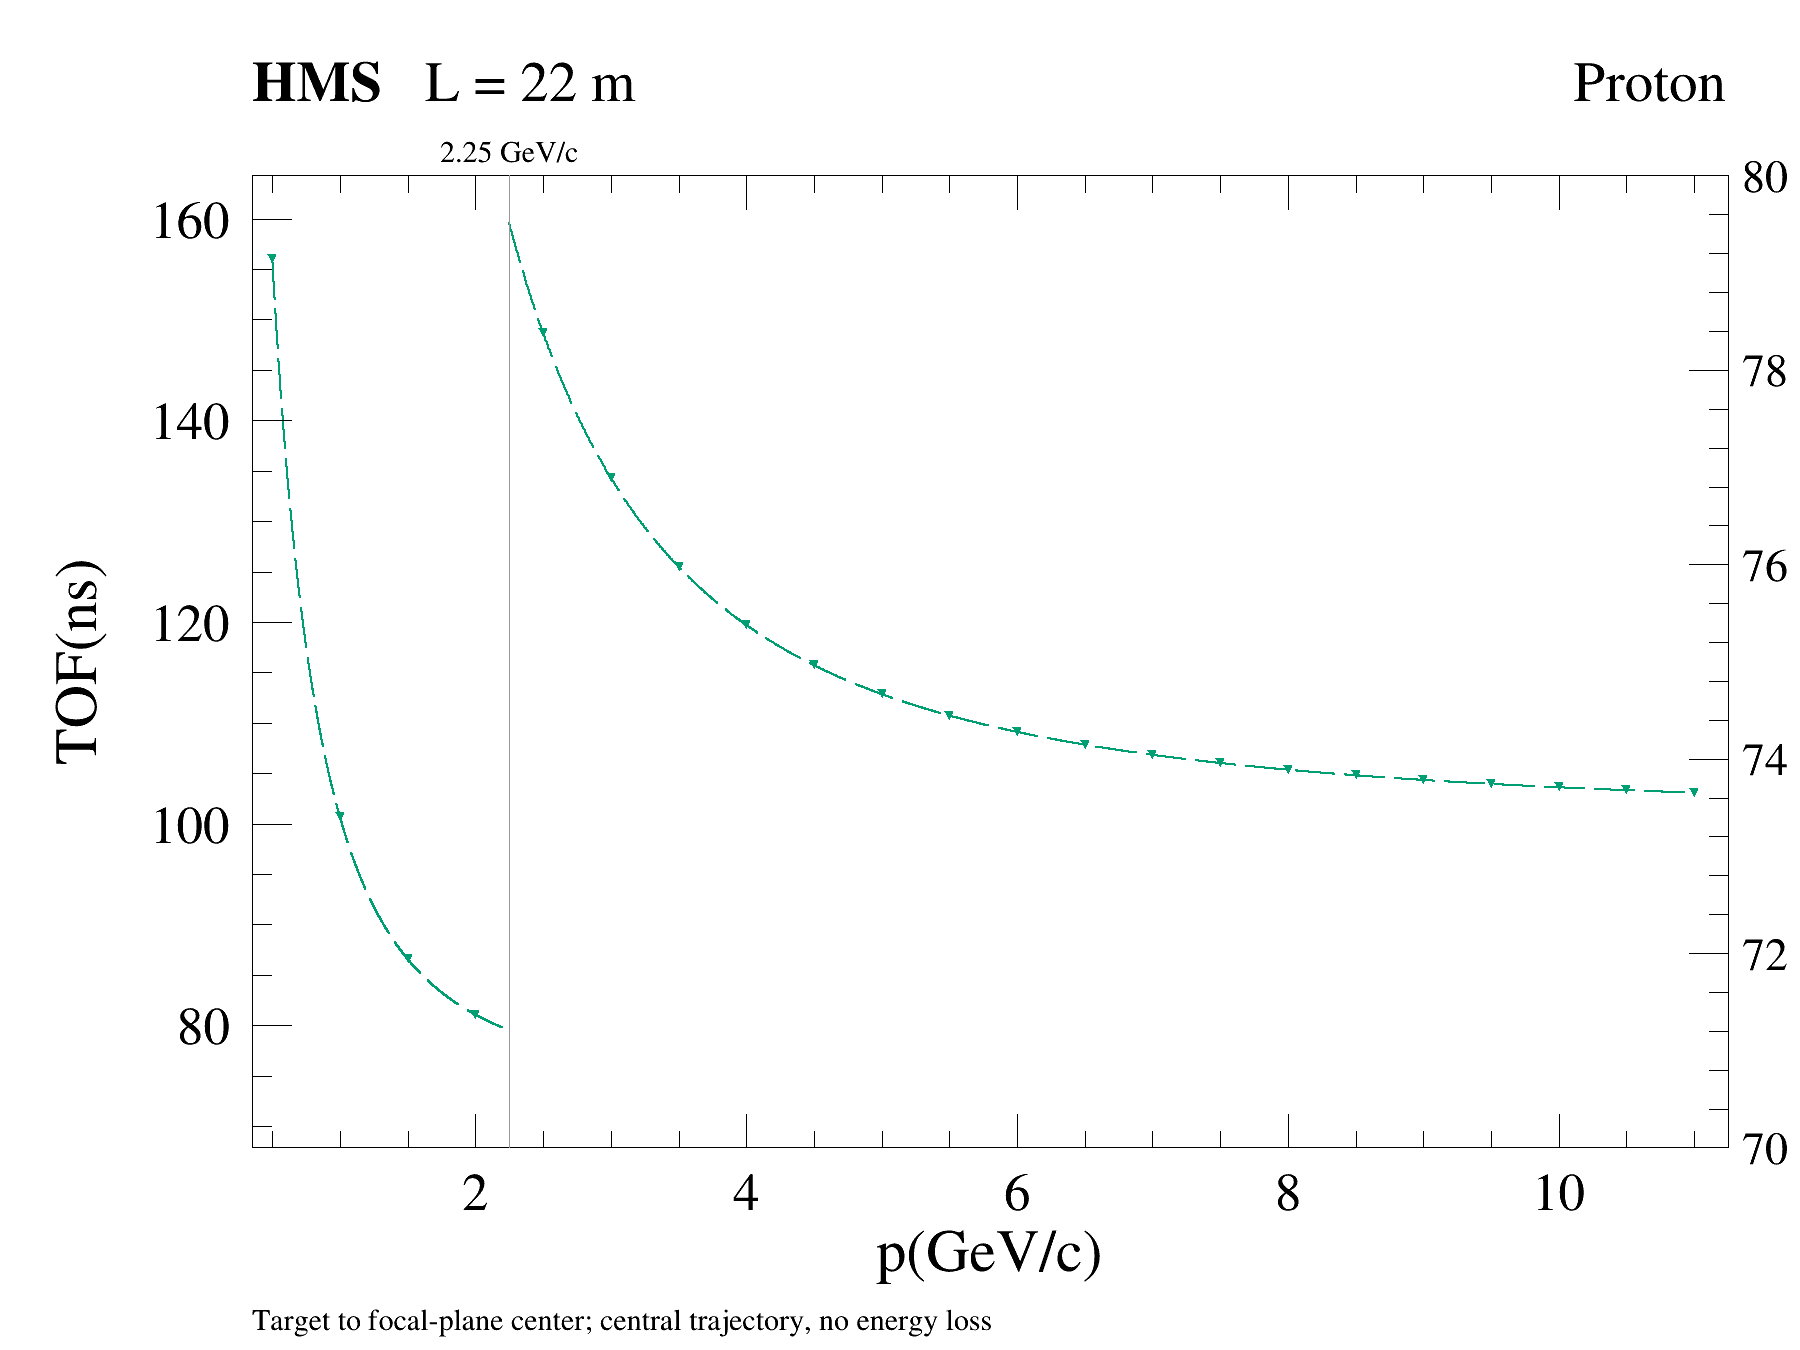 HMS L = 22 m
Proton
2.25 GeV/c
160
140
120
100
80
TOF(ns)
80
78
76
74
72
70
2 4 6 8 10
p(GeV/c)
Target to focal-plane center; central trajectory, no energy loss